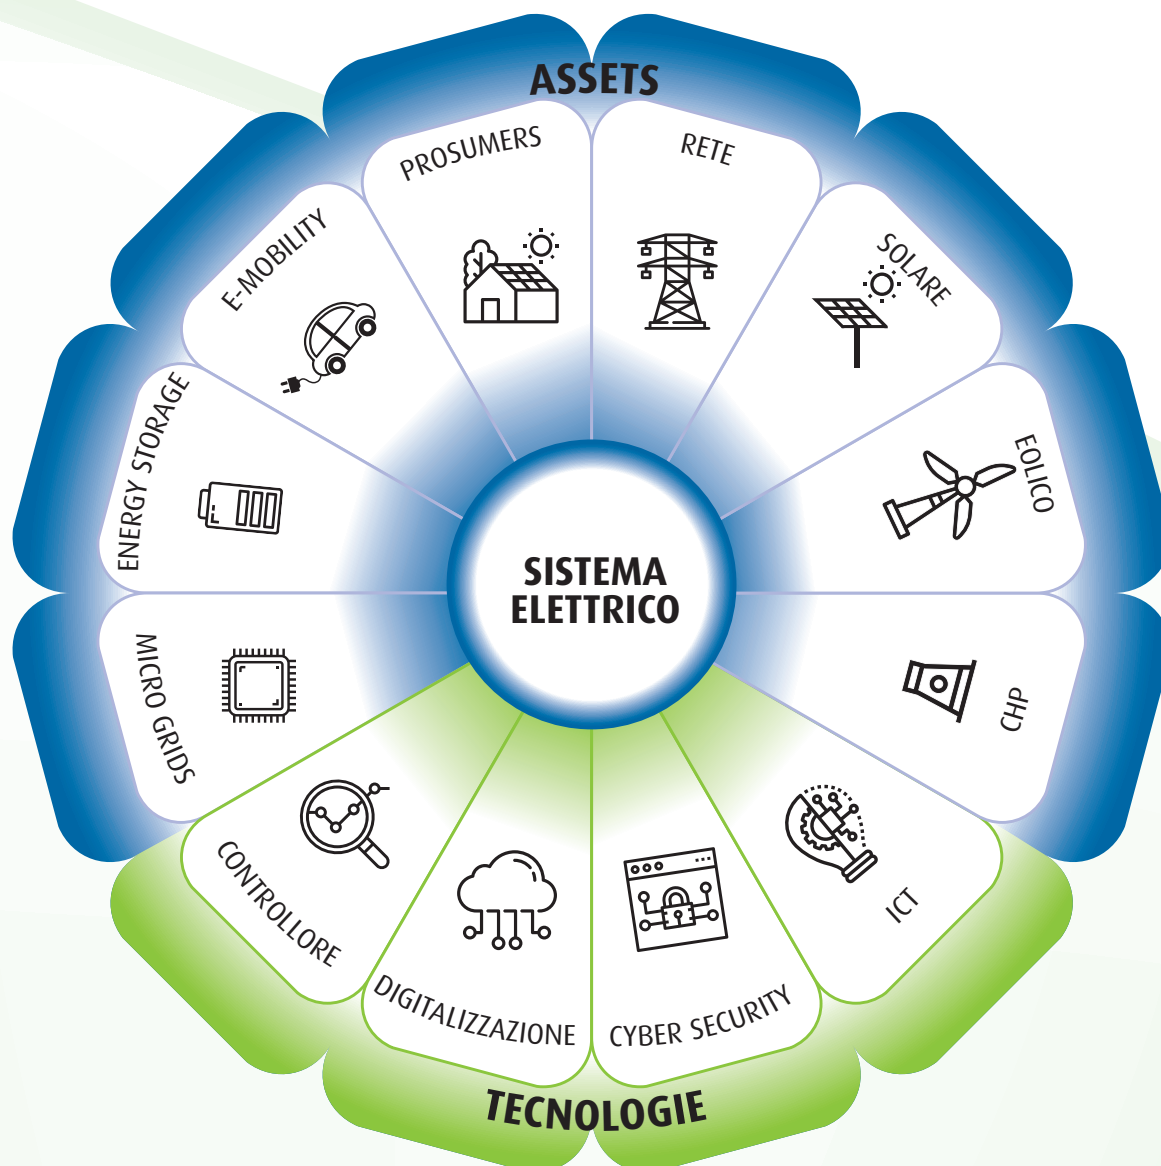 ASSETS
PROSUMERS
RETE
SOLARE
EOLICO
CHP
ICT
CYBER SECURITY
DIGITALIZZAZIONE
CONTROLLORE
MICRO GRIDS
ENERGY STORAGE
E-MOBILITY
SISTEMA
ELETTRICO
TECNOLOGIE